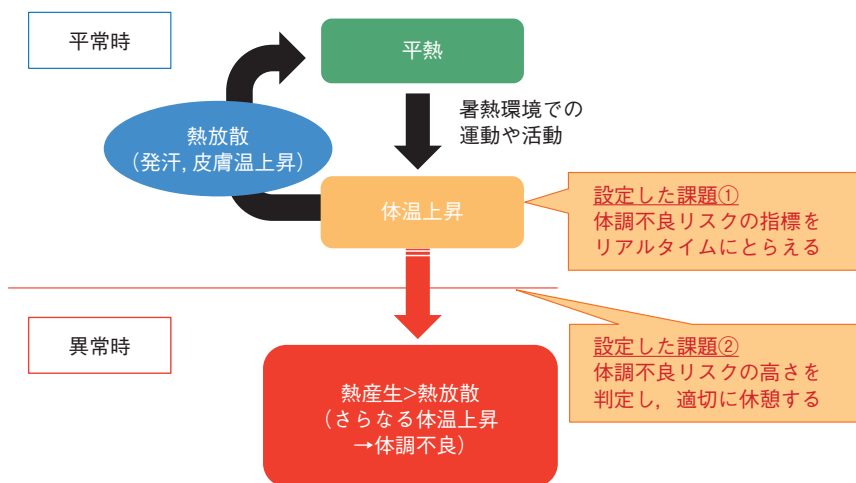 平常時
平熱
暑熱環境での
運動や活動
熱放散
（発汗，皮膚温上昇）
体温上昇
設定した課題①
体調不良リスクの指標を
リアルタイムにとらえる
異常時
設定した課題②
体調不良リスクの高さを
判定し，適切に休憩する
熱産生>熱放散
（さらなる体温上昇
→体調不良）